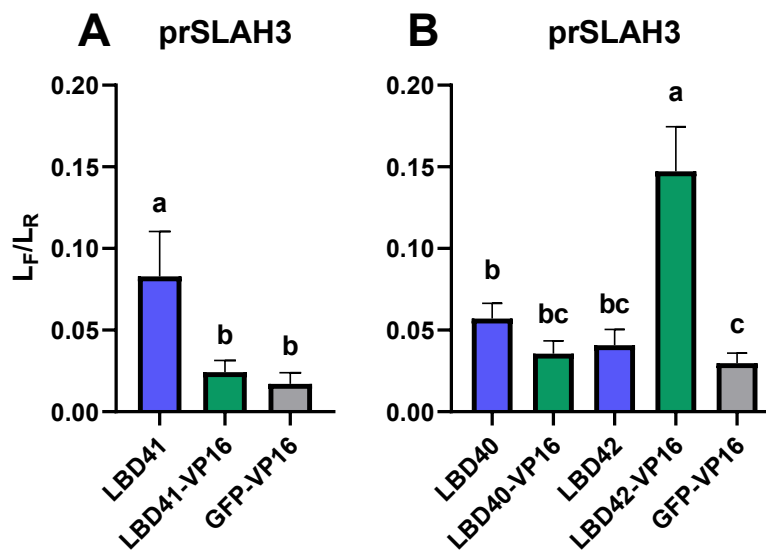 A prSLAH3
0.20
0.15
0.10
0.05
0.00
LF/LR
a
b
b
LBD41
LBD41-VP16
GFP-VP16
B prSLAH3
0.20
0.15
0.10
0.05
0.00
b
bc
bc
a
c
LBD40
LBD40-VP16
LBD42
LBD42-VP16
GFP-VP16